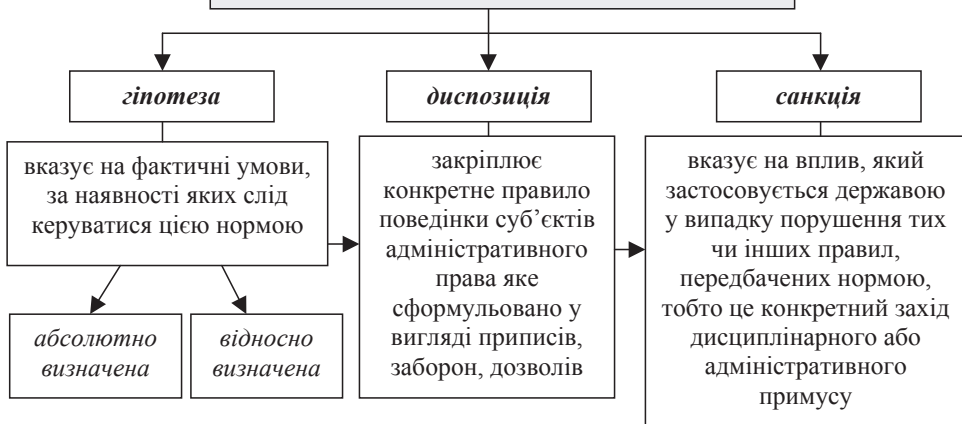 гіпотеза
диспозиція
санкція
вказує на фактичні умови,
за наявності яких слід
керуватися цією нормою
закріплює
конкретне правило
поведінки суб’єктів
адміністративного
права яке
сформульовано у
вигляді приписів,
заборон, дозволів
вказує на вплив, який
застосовується державою
у випадку порушення тих
чи інших правил,
передбачених нормою,
тобто це конкретний захід
дисциплінарного або
адміністративного
примусу
абсолютно
визначена
відносно
визначена